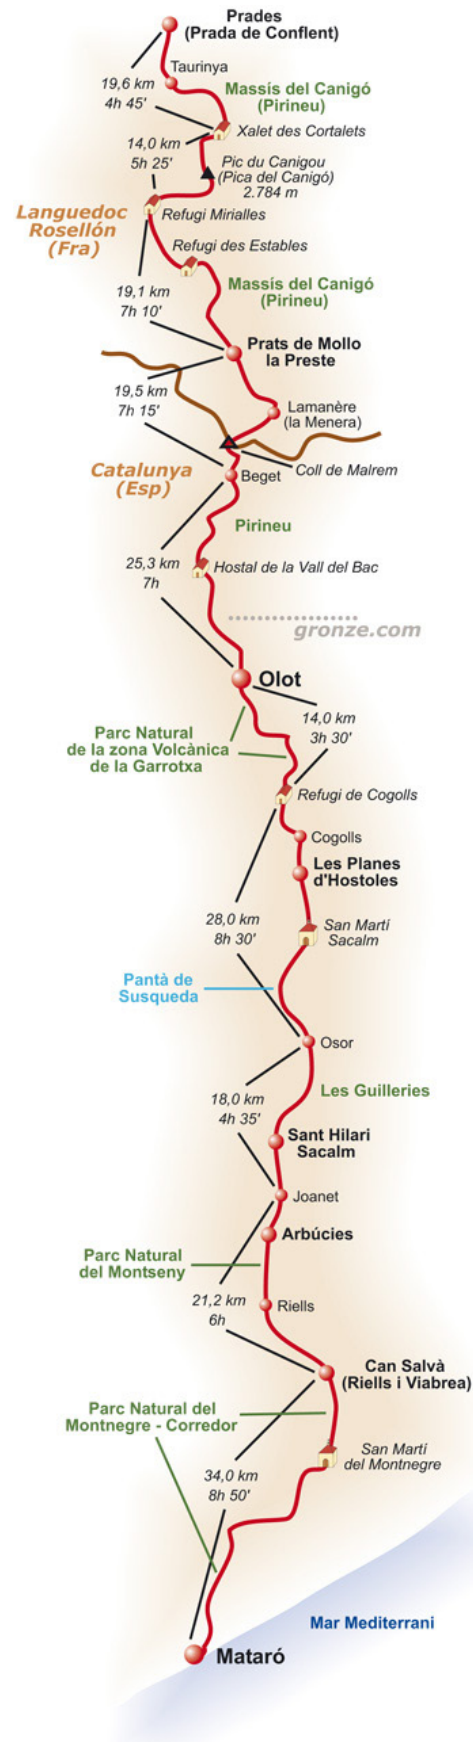 Prades
(Prada de Conflent)
Taurinya
19,6 km
4h 45'
Massís del Canigó
(Pirineu)
Xalet des Cortalets
14,0 km
5h 25'
Pic du Canigou
(Pica del Canigó)
2.784 m
Languedoc
Rosellón
(Fra)
Refugi Mirialles
Refugi des Estables
19,1 km
7h 10'
Massís del Canigó
(Pirineu)
Prats de Mollo
la Preste
19,5 km
7h 15'
Lamanère
(la Menera)
Coll de Malrem
Catalunya
(Esp)
Beget
Pirineu
25,3 km
7h
Hostal de la Vall del Bac
gronze.com
Olot
14,0 km
3h 30'
Parc Natural
de la zona Volcànica
de la Garrotxa
Refugi de Cogolls
Cogolls
Les Planes
d'Hostoles
28,0 km
8h 30'
San Martí
Sacalm
Pantà de
Susqueda
Osor
Les Guilleries
18,0 km
4h 35'
Sant Hilari
Sacalm
Joanet
Arbúcies
Parc Natural
del Montseny
21,2 km
6h
Riells
Can Salvà
(Riells i Viabrea)
Parc Natural del
Montnegre - Corredor
San Martí
del Montnegre
34,0 km
8h 50'
Mar Mediterrani
Mataró